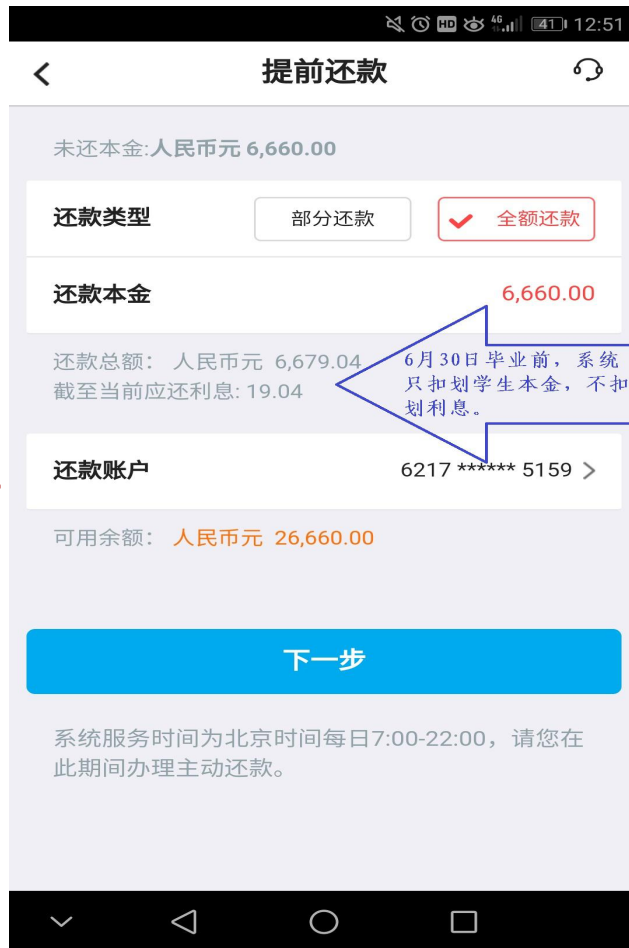 4G 41 12:51
HD
提前还款
未还本金:人民币元 6,660.00
还款类型 部分还款 全额还款
还款本金 6,660.00
还款总额： 人民币元 6,679.04
截至当前应还利息: 19.04
6月30日毕业前，系统
只扣划学生本金，不扣
划利息。
还款账户 6217 ****** 5159
可用余额： 人民币元 26,660.00
下一步
系统服务时间为北京时间每日7:00-22:00，请您在
此期间办理主动还款。